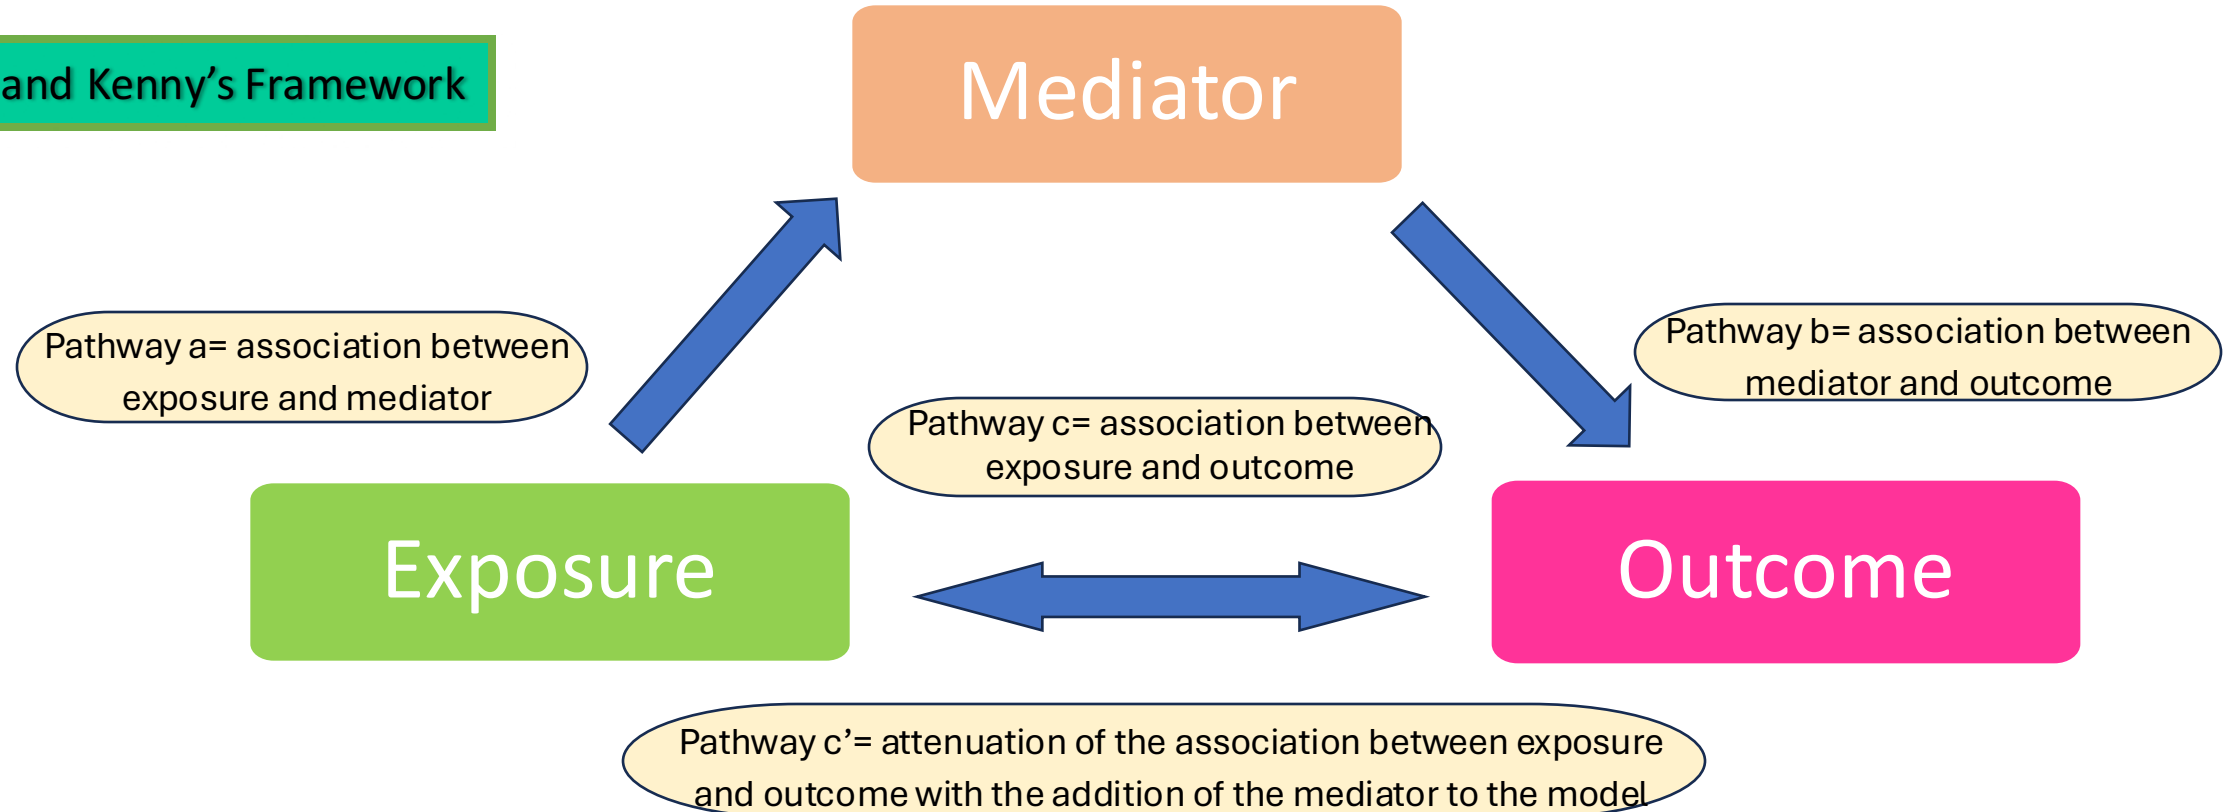 and Kenny’s Framework
Mediator
Pathway a= association between
exposure and mediator
Pathway b= association between
mediator and outcome
Pathway c= association between
exposure and outcome
Exposure
Outcome
Pathway c’= attenuation of the association between exposure
and outcome with the addition of the mediator to the model